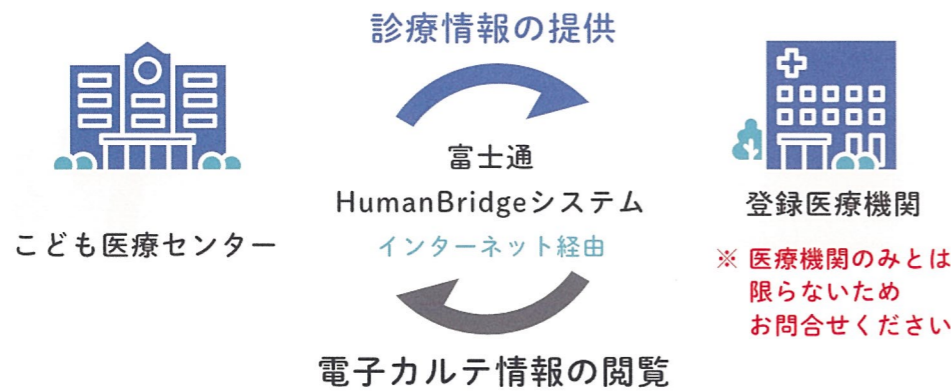 診療情報の提供
富士通
HumanBridgeシステム
インターネット経由
こども医療センター
登録医療機関
※ 医療機関のみとは
限らないため
お問合せください
電子カルテ情報の閲覧